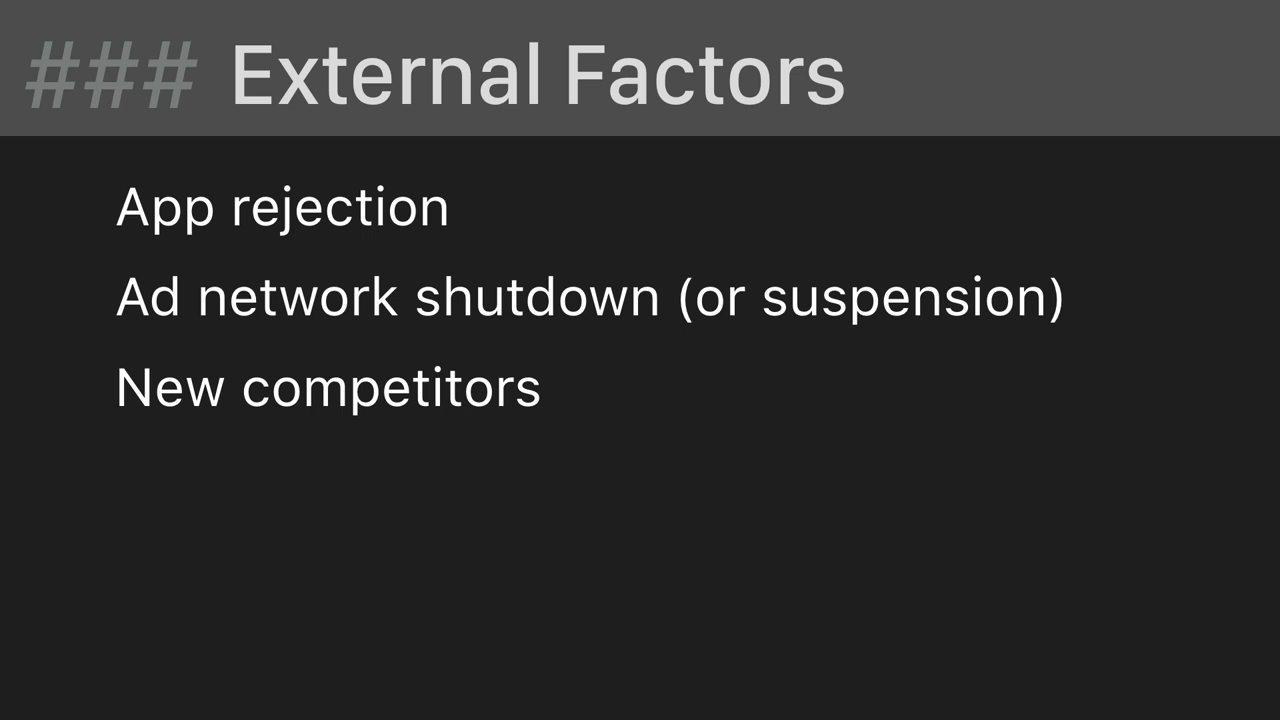 ### External Factors
App rejection
Ad network shutdown (or suspension)
New competitors